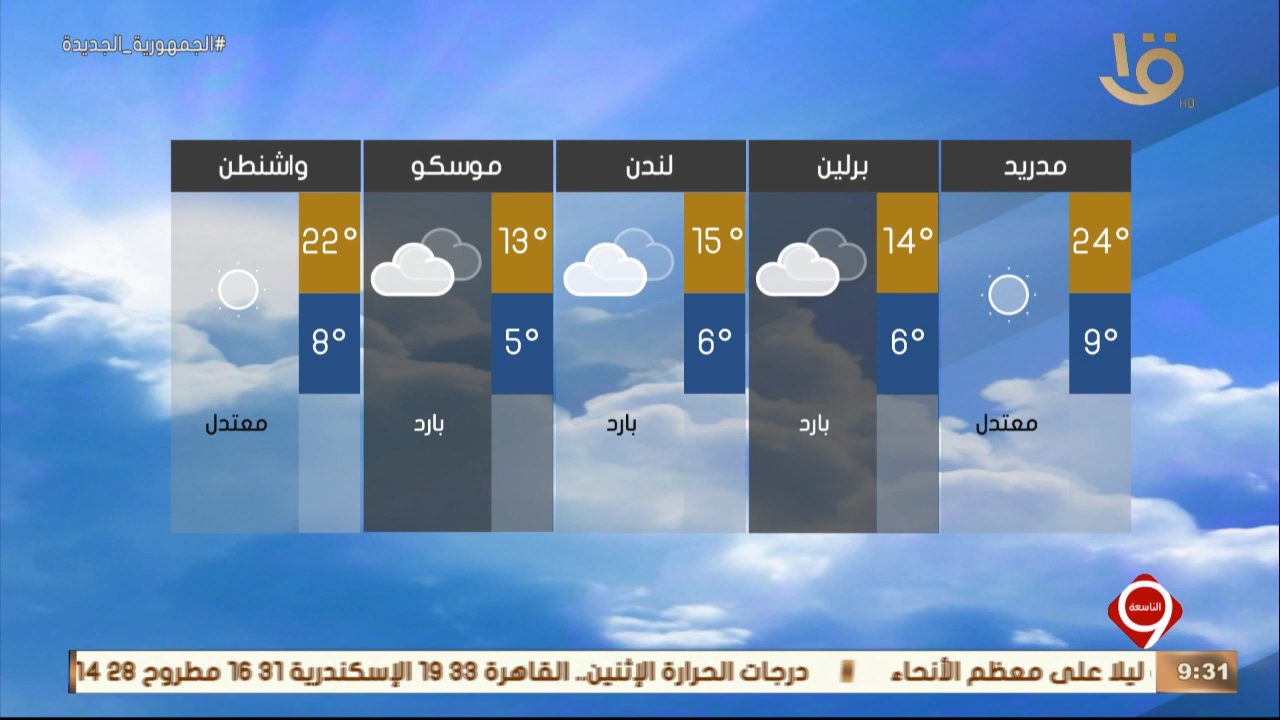 #الجمهورية_الجديدة
ق١
HD
مدريد
24°
9°
معتدل
برلين
14°
6°
بارد
لندن
15°
6°
بارد
موسكو
13°
5°
بارد
واشنطن
22°
8°
معتدل
التاسعة
9
9:31
ليلا على معظم الأنحاء درجات الحرارة الإثنين.. القاهرة 33 19 الإسكندرية 31 16 مطروح 28 14